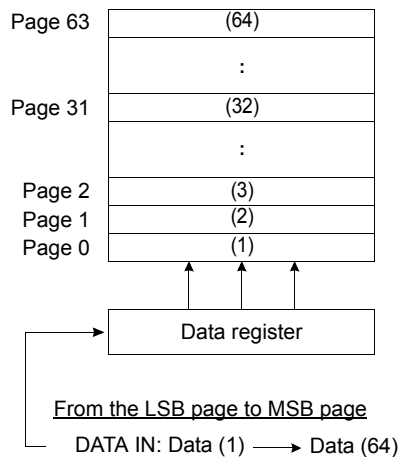 Page 63 (64)
:
Page 31 (32)
:
Page 2 (3)
Page 1 (2)
Page 0 (1)
Data register
From the LSB page to MSB page
DATA IN: Data (1) Data (64)